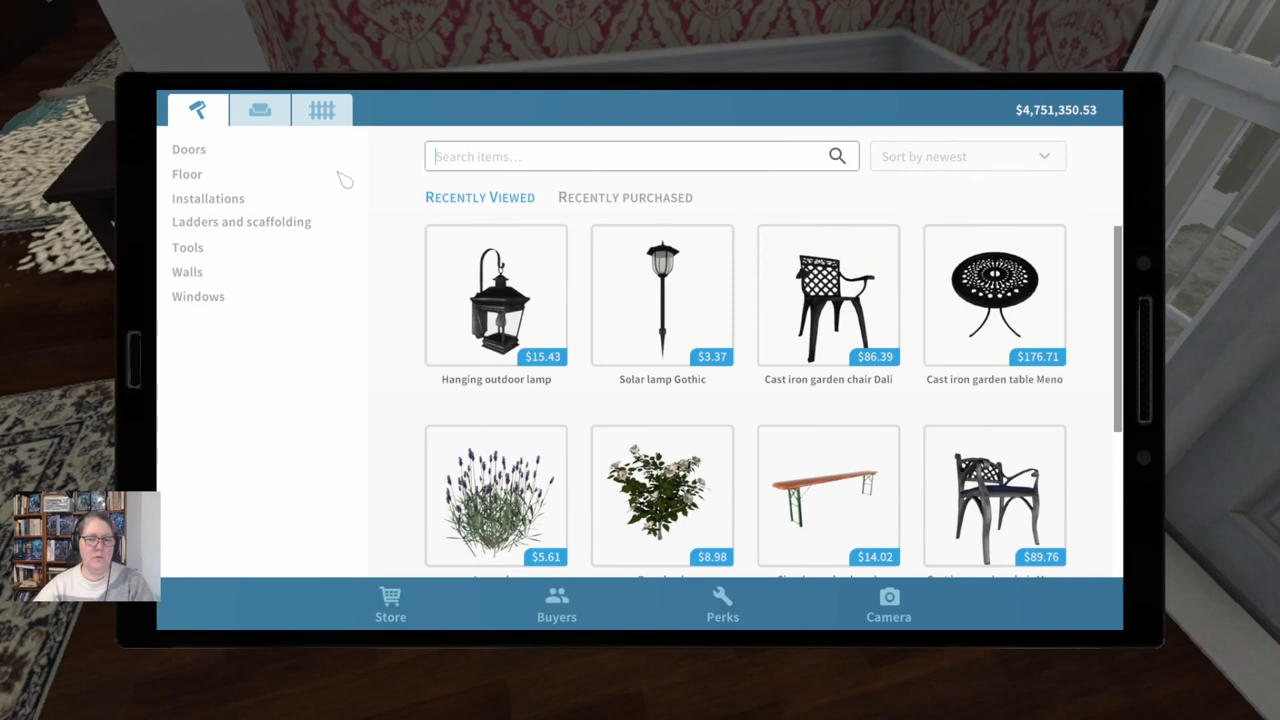 $4,751,350.53
Doors
Floor
Installations
Ladders and scaffolding
Tools
Walls
Windows
Search items...
Sort by newest
RECENTLY VIEWED
RECENTLY PURCHASED
$15.43
$3.37
$86.39
$176.71
Hanging outdoor lamp
Solar lamp Gothic
Cast iron garden chair Dali
Cast iron garden table Meno
$5.61
$8.98
$14.02
$89.76
Store
Buyers
Perks
Camera